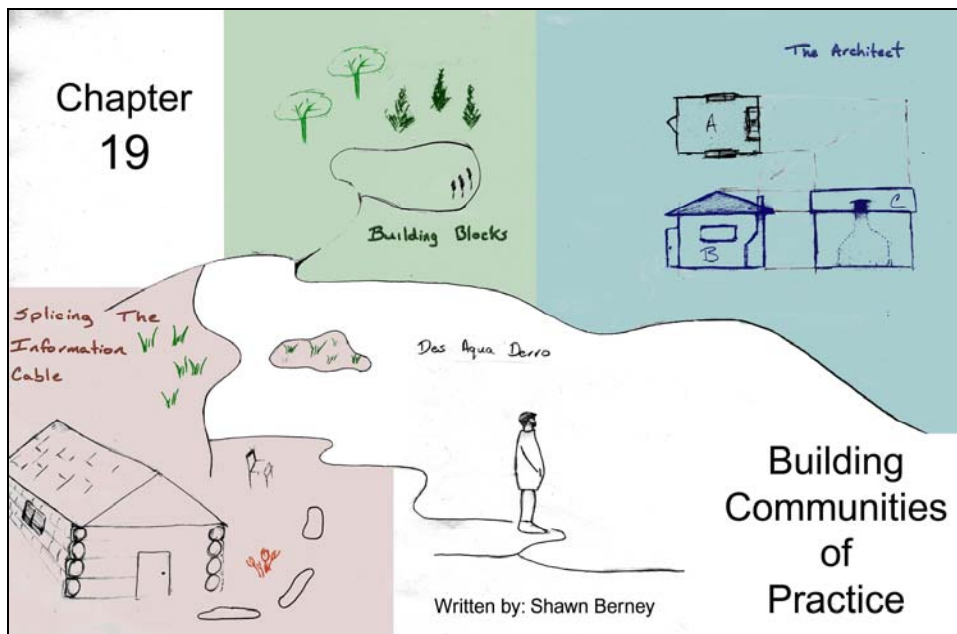 Chapter
19
The Architect
A
B
C
Building Blocks
Splicing The
Information
Cable
Des Aqua Derro
Building
Communities
of
Practice
Written by: Shawn Berney